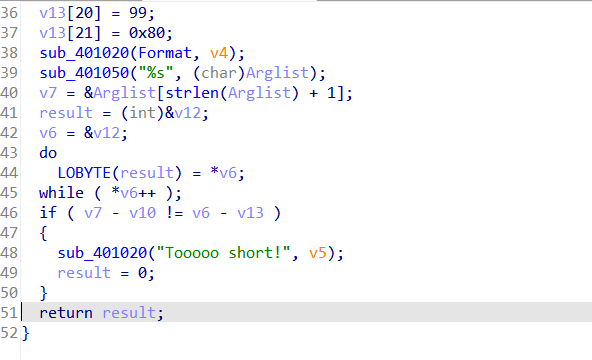 36 v13[20] = 99;
37 v13[21] = 0x80;
38 sub_401020(Format, v4);
39 sub_401050("%s", (char)Arglist);
40 v7 = &Arglist[strlen(Arglist) + 1];
41 result = (int)&v12;
42 v6 = &v12;
43 do
44 LOBYTE(result) = *v6;
45 while ( *v6++ );
46 if ( v7 - v10 != v6 - v13 )
47 {
48 sub_401020("Tooooo short!", v5);
49 result = 0;
50 }
51 return result;
52 }